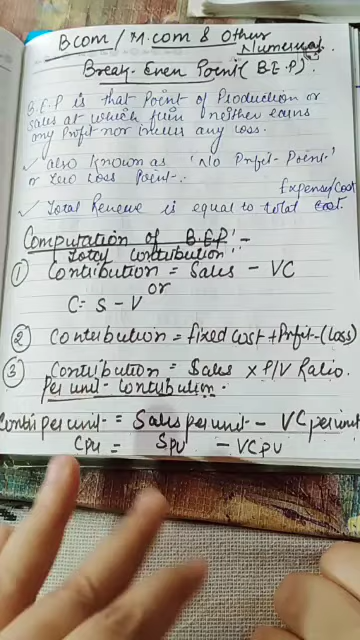 Bcom/M.com & Other
Numerical
Break-Even Point (B.E.P).
B.E.P is that Point of Production or
Sales at which firm neither earns
any Profit nor incurs any loss.
✓ also known as 'No Profit-Point'
or Zero Loss Point:
Expense/Cost
✓ Total Revenue is equal to total cost.
Computation of B.E.P:-
Total contribution:
① Contribution = Sales - VC
or
C = S - V
② Contribution = fixed cost + Profit - (Loss)
③ Contribution = Sales × P/V Ratio.
Per unit contribution.
Contri per unit = Sales per unit - VC per unit
Cpu = Spu - VCpu